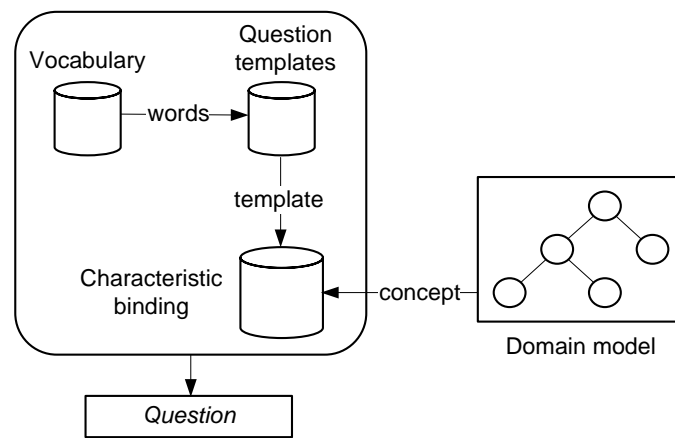 Vocabulary
Question
templates
words
template
Characteristic
binding
concept
Domain model
Question